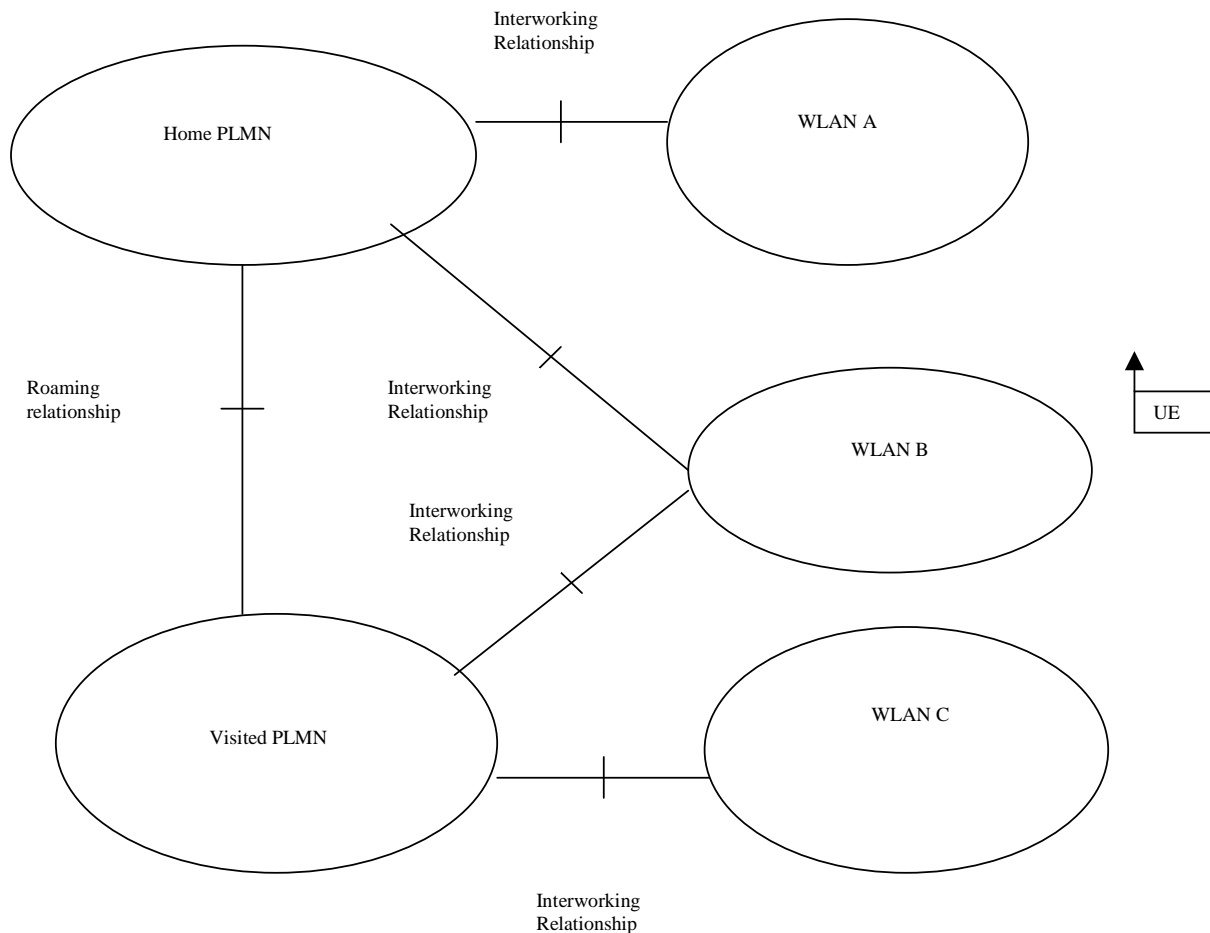 Interworking
Relationship
Home PLMN
WLAN A
Roaming
relationship
Interworking
Relationship
UE
WLAN B
Interworking
Relationship
Visited PLMN
WLAN C
Interworking
Relationship